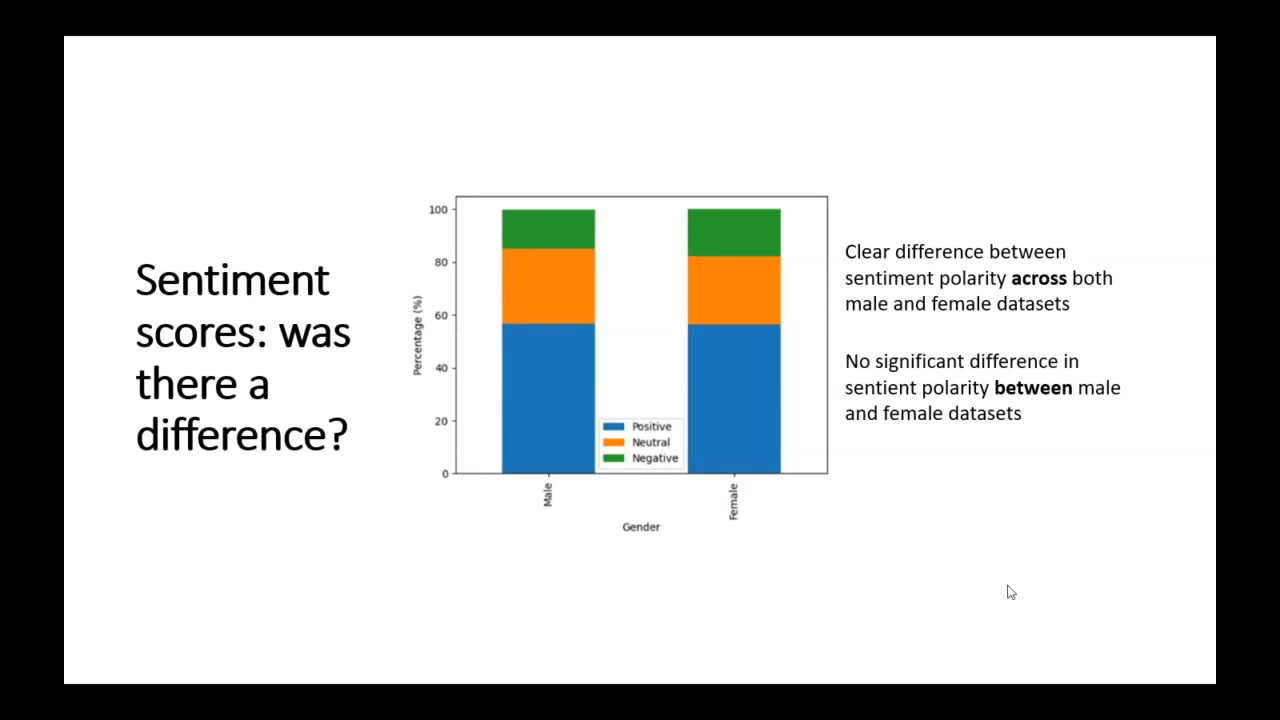 Sentiment
scores: was
there a
difference?
100
80
60
40
20
0
Percentage (%)
Positive
Neutral
Negative
Male
Female
Gender
Clear difference between
sentiment polarity across both
male and female datasets
No significant difference in
sentient polarity between male
and female datasets